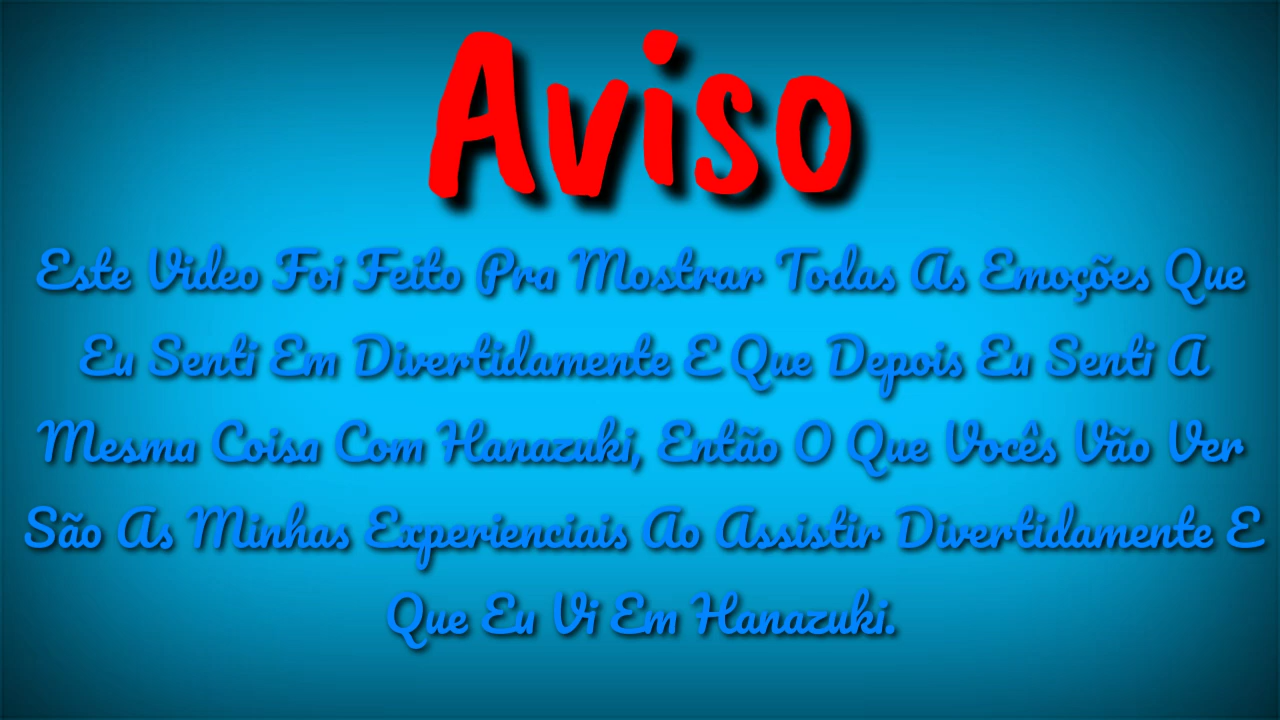 Aviso
Este Video Foi Feito Pra Mostrar Todas As Emoções Que
Eu Senti Em Divertidamente E Que Depois Eu Senti A
Mesma Coisa Com Hanazuki, Então O Que Vocês Vão Ver
São As Minhas Experienciais Ao Assistir Divertidamente E
Que Eu Vi Em Hanazuki.